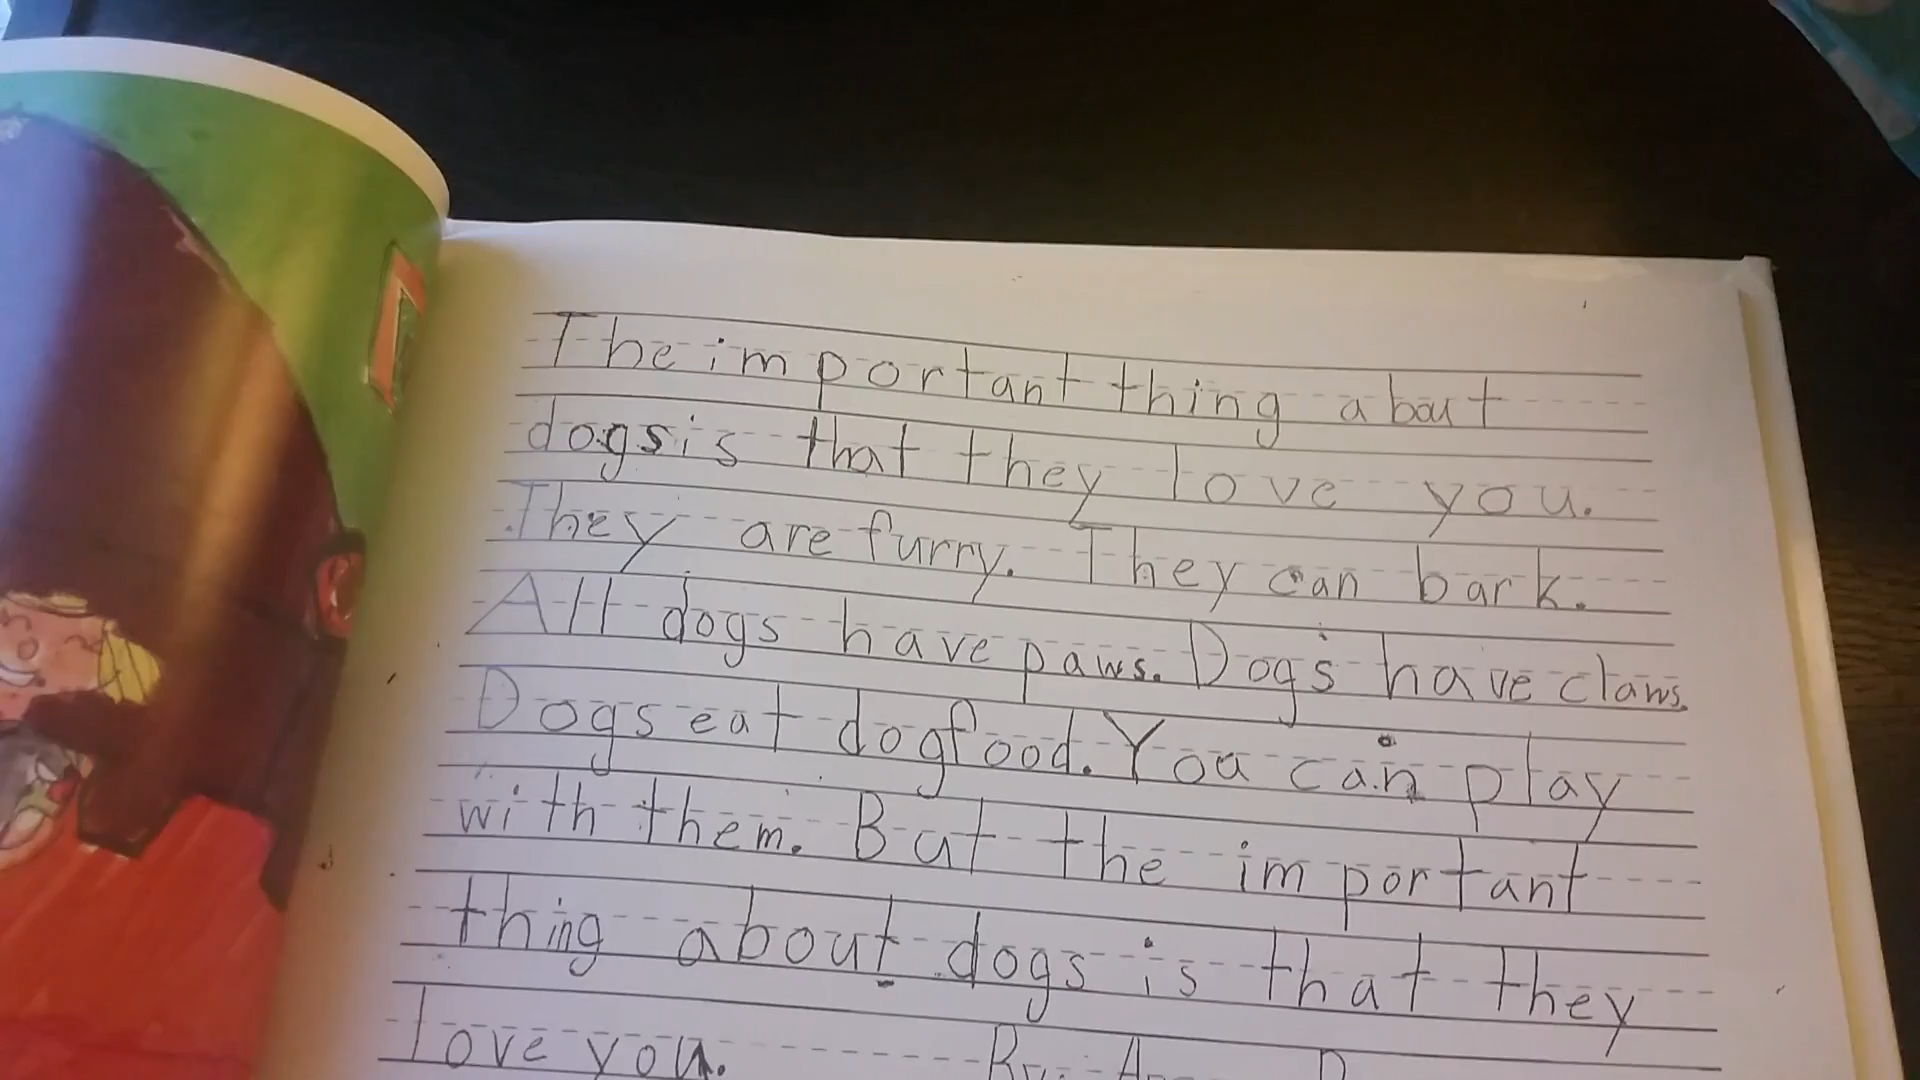 The important thing about
dogs is that they love you.
They are furry. They can bark.
All dogs have paws. Dogs have claws.
Dogs eat dogfood. You can play
with them. But the important
thing about dogs is that they
love you.